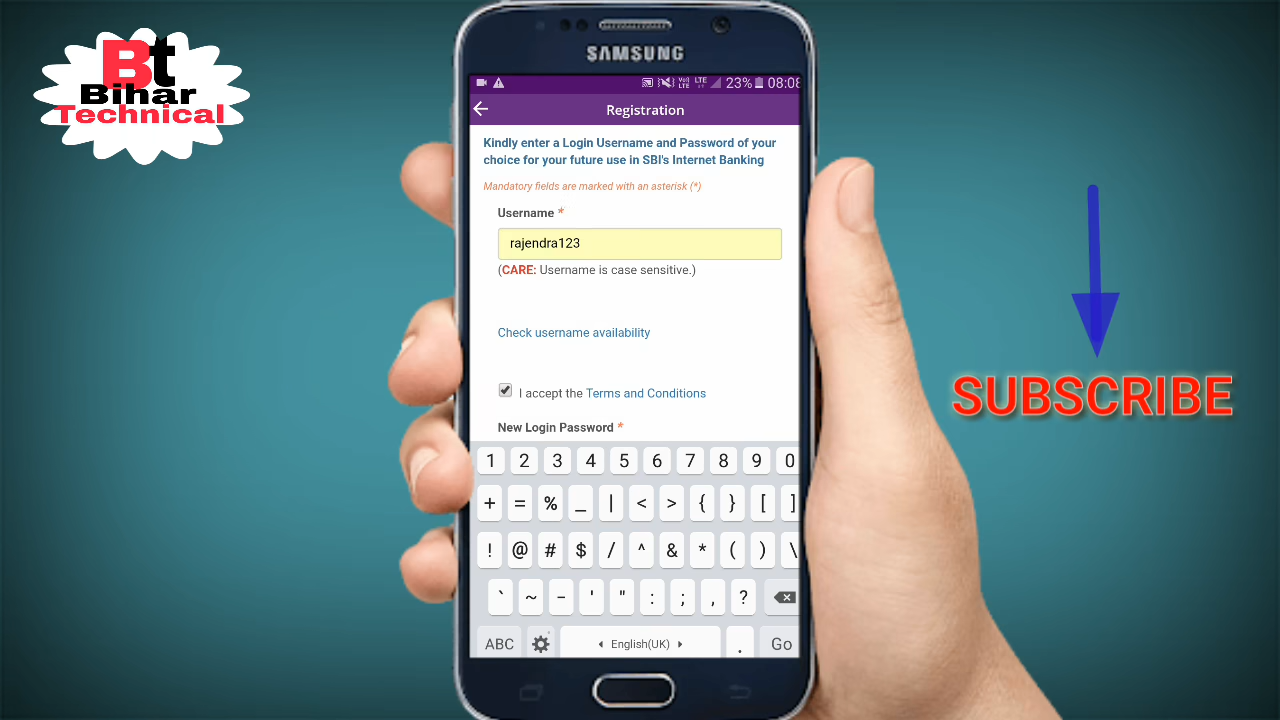 Bt
Bihar
Technical
SAMSUNG
VoII LTE LTE 23% 08:08
Registration
Kindly enter a Login Username and Password of your
choice for your future use in SBI's Internet Banking
Mandatory fields are marked with an asterisk (*)
Username *
rajendra123
(CARE: Username is case sensitive.)
Check username availability
I accept the Terms and Conditions
New Login Password *
1 2 3 4 5 6 7 8 9 0
+ = % _ | < > { } [ ]
! @ # $ / ^ & * ( ) \
` ~ - ' " : ; , ?
ABC English(UK) . Go
SUBSCRIBE